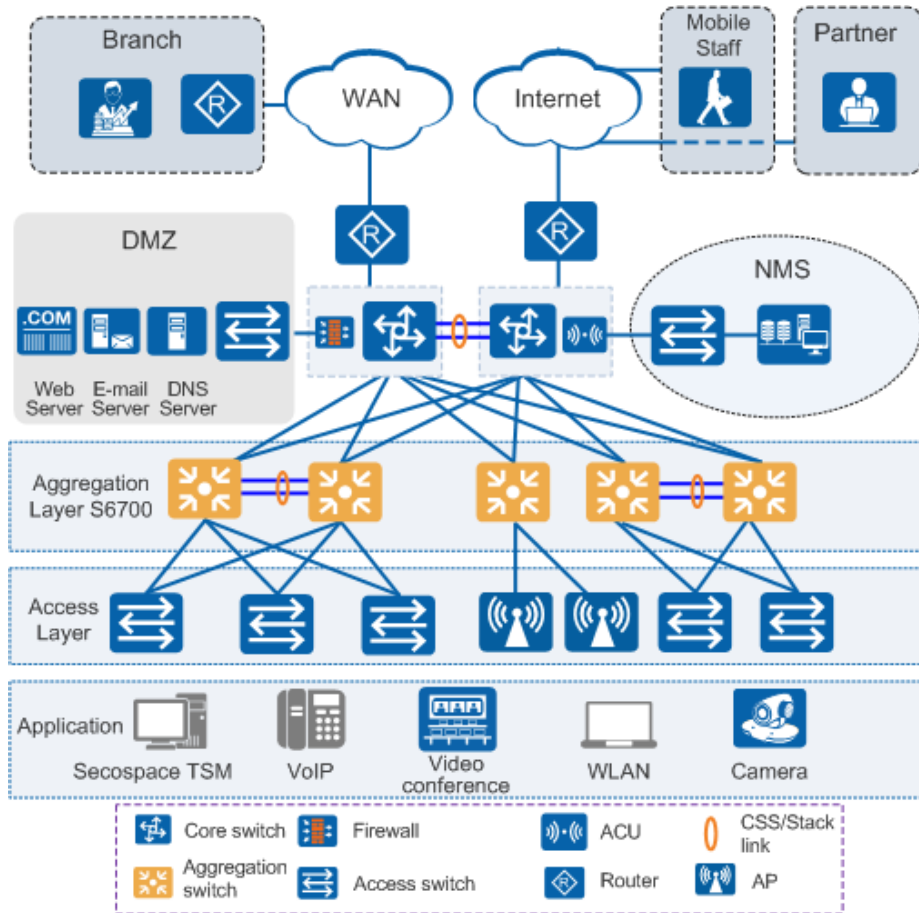 Branch
WAN
Internet
Mobile
Staff
Partner
R
R
R
DMZ
NMS
.COM
Web
Server
E-mail
Server
DNS
Server
Aggregation
Layer S6700
Access
Layer
Application
Secospace TSM
VoIP
Video
conference
WLAN
Camera
Core switch
Firewall
ACU
CSS/Stack
link
Aggregation
switch
Access switch
R
Router
AP